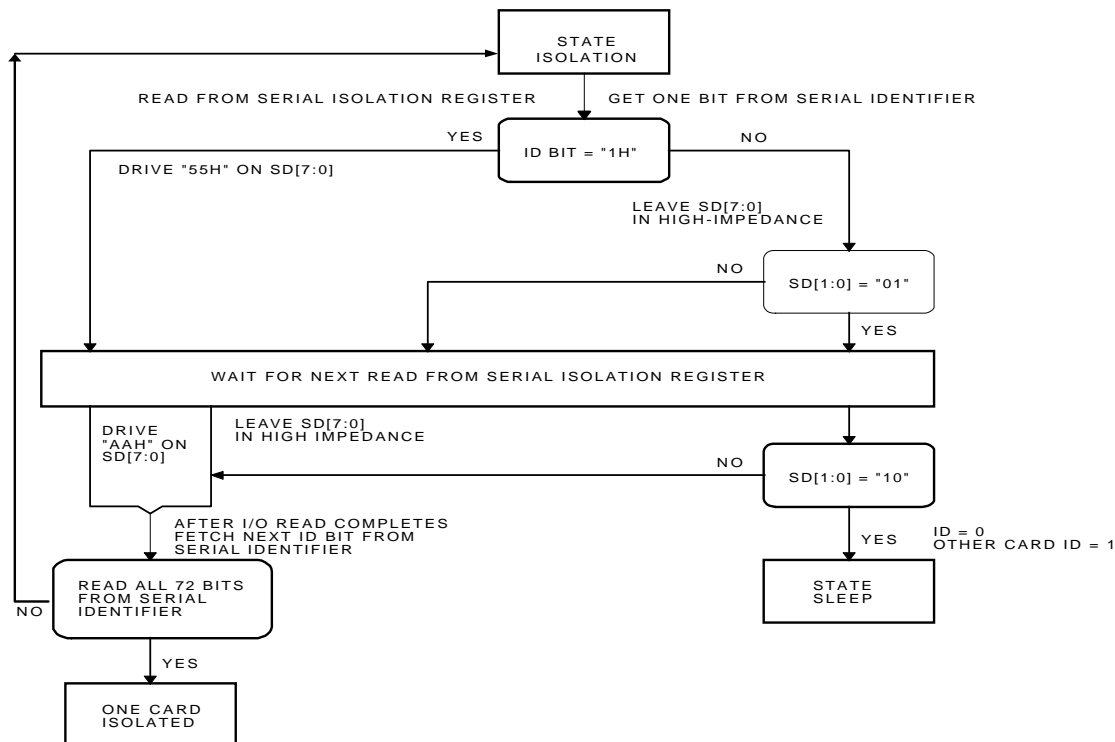 STATE
ISOLATION
READ FROM SERIAL ISOLATION REGISTER
GET ONE BIT FROM SERIAL IDENTIFIER
YES
ID BIT = "1H"
NO
DRIVE "55H" ON SD[7:0]
LEAVE SD[7:0]
IN HIGH-IMPEDANCE
NO
SD[1:0] = "01"
YES
WAIT FOR NEXT READ FROM SERIAL ISOLATION REGISTER
DRIVE
"AAH" ON
SD[7:0]
LEAVE SD[7:0]
IN HIGH IMPEDANCE
NO
SD[1:0] = "10"
AFTER I/O READ COMPLETES
FETCH NEXT ID BIT FROM
SERIAL IDENTIFIER
YES
ID = 0
OTHER CARD ID = 1
READ ALL 72 BITS
FROM SERIAL
IDENTIFIER
NO
STATE
SLEEP
YES
ONE CARD
ISOLATED